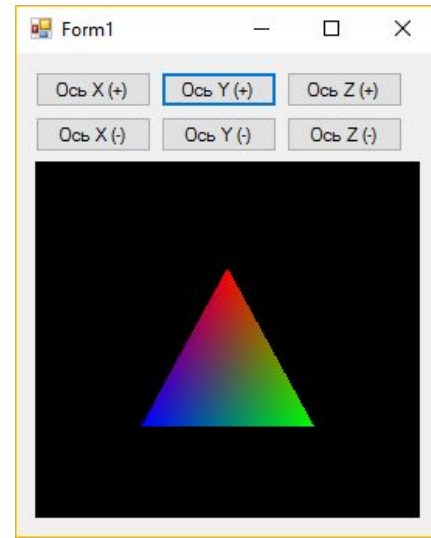 Form1
Ось X (+) Ось Y (+) Ось Z (+)
Ось X (-) Ось Y (-) Ось Z (-)